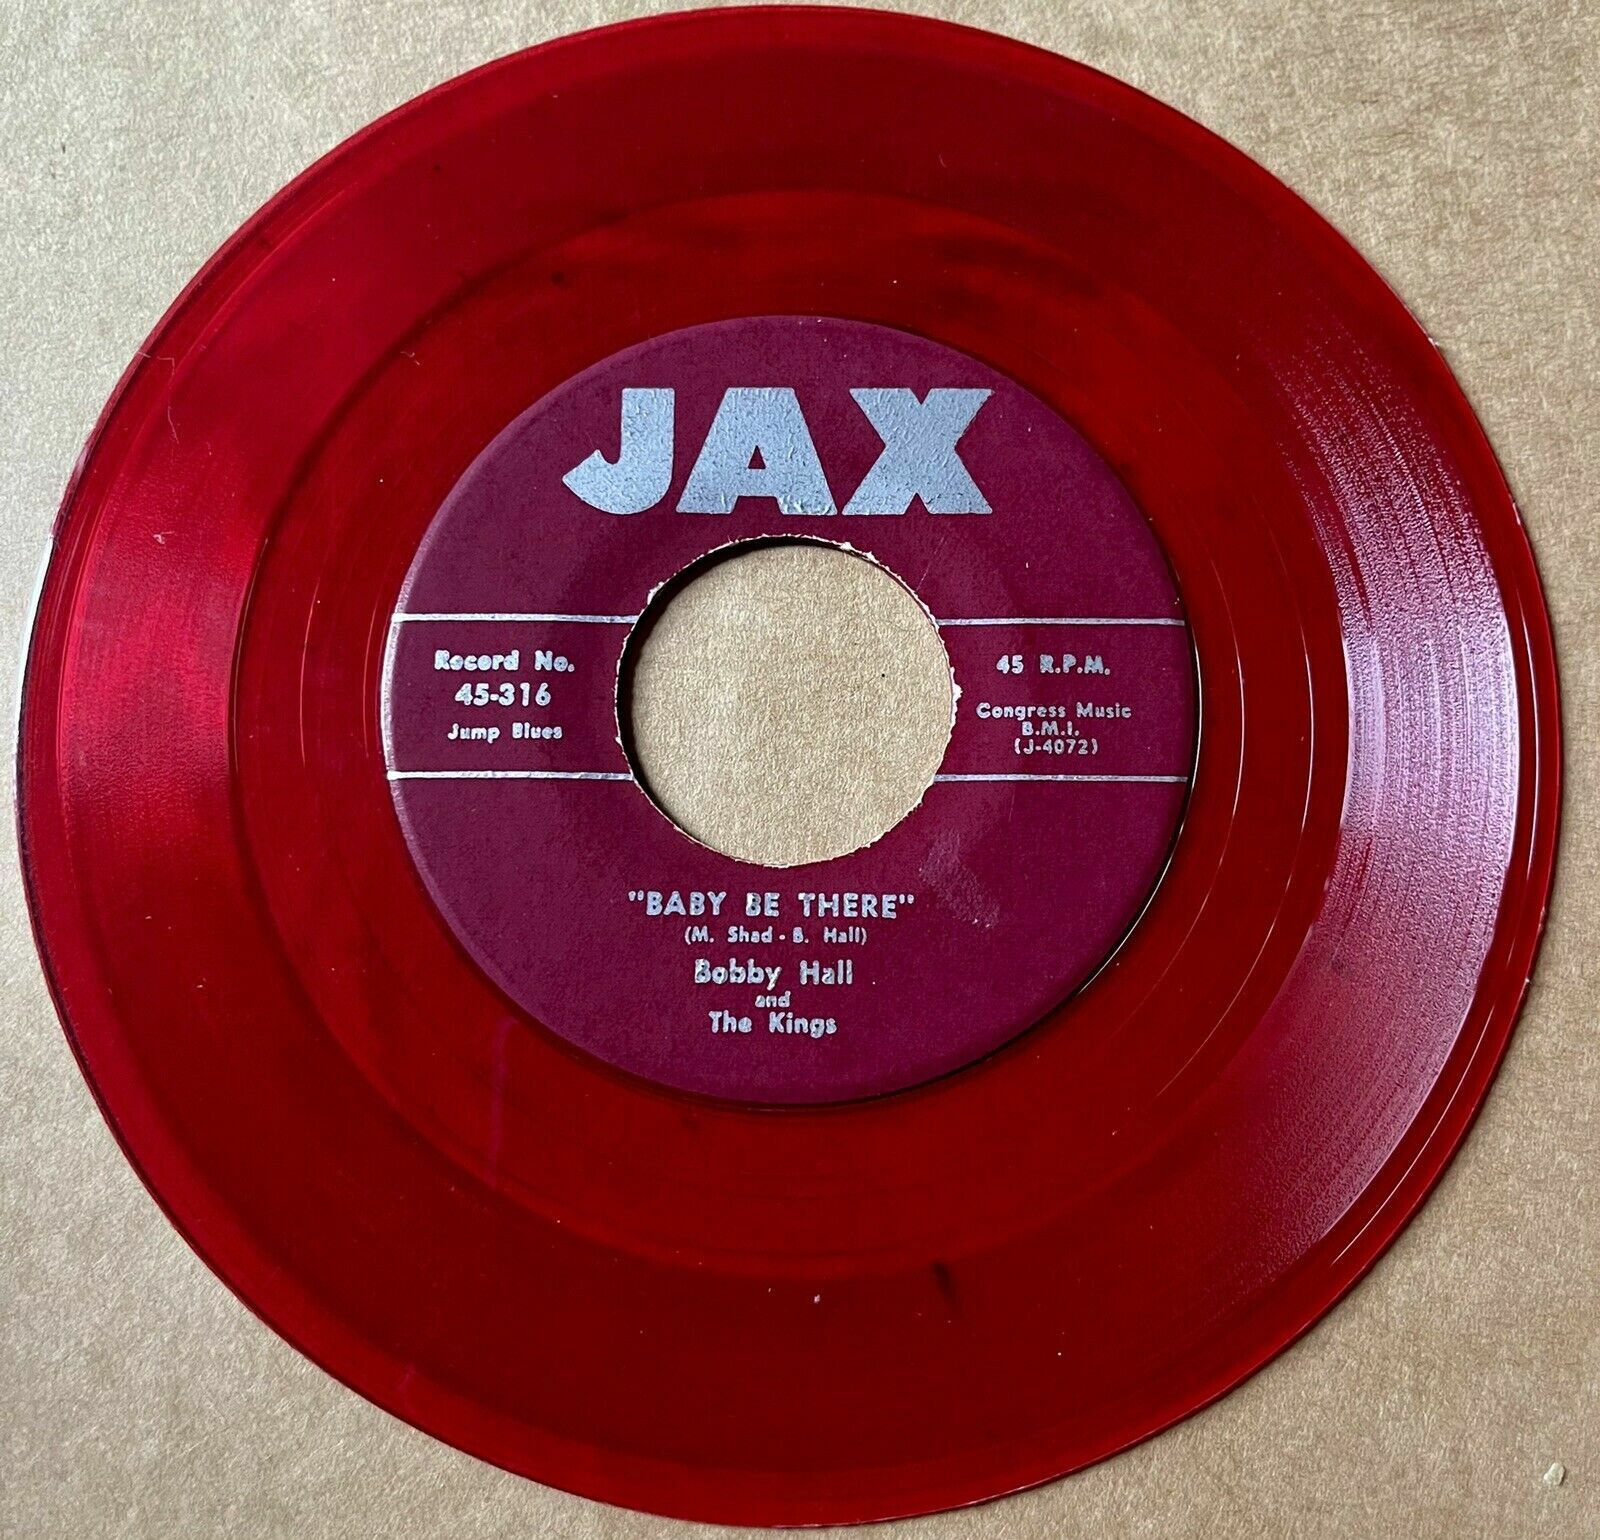 JAX
Record No.
45-316
Jump Blues
45 R.P.M.
Congress Music
B.M.I.
(J-4072)
"BABY BE THERE"
(M. Shad - B. Hall)
Bobby Hall
and
The Kings